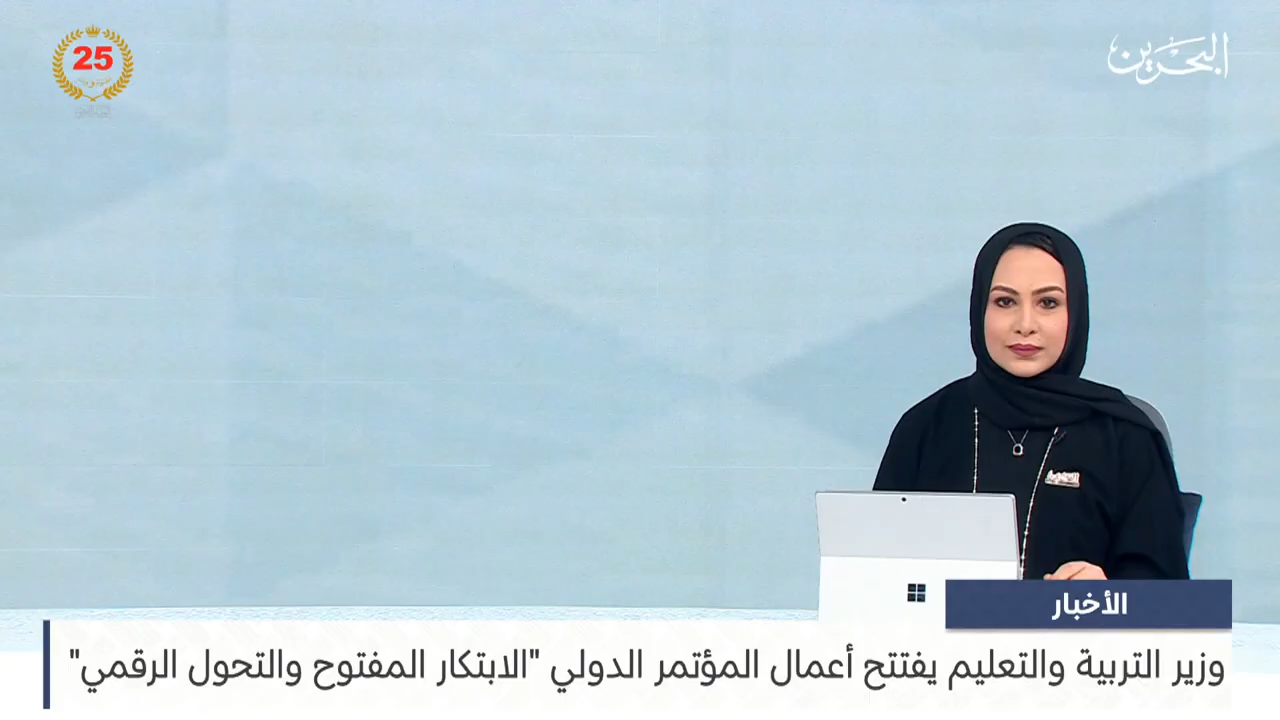 25
البحرين
الأخبار
وزير التربية والتعليم يفتتح أعمال المؤتمر الدولي "الابتكار المفتوح والتحول الرقمي"